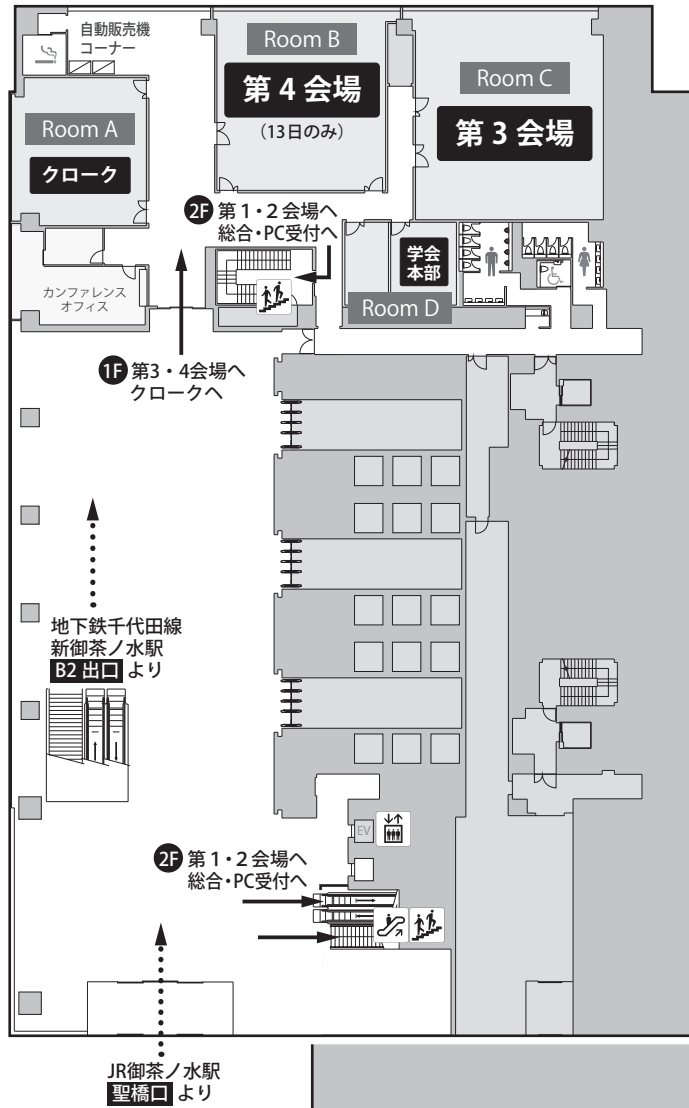 自動販売機
コーナー
Room A
クローク
Room B
第4会場
（13日のみ）
Room C
第3会場
2F 第1・2会場へ
総合・PC受付へ
学会
本部
Room D
カンファレンス
オフィス
1F 第3・4会場へ
クロークへ
地下鉄千代田線
新御茶ノ水駅
B2 出口 より
EV
2F 第1・2会場へ
総合・PC受付へ
JR御茶ノ水駅
聖橋口 より